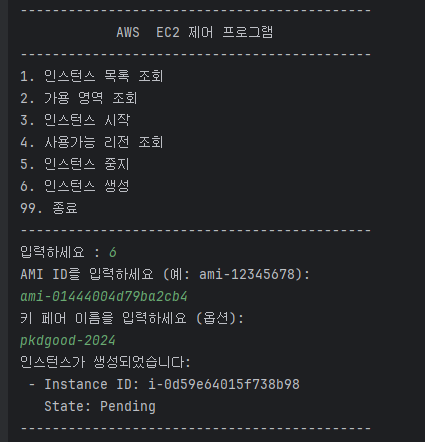 --------------------------------------------
AWS  EC2 제어 프로그램
--------------------------------------------
1. 인스턴스 목록 조회
2. 가용 영역 조회
3. 인스턴스 시작
4. 사용가능 리전 조회
5. 인스턴스 중지
6. 인스턴스 생성
99. 종료
--------------------------------------------
입력하세요 : 6
AMI ID을 입력하세요 (예: ami-12345678):
ami-01444004d79ba2cb4
키 페어 이름을 입력하세요 (옵션):
pkdgood-2024
인스턴스가 생성되었습니다:
- Instance ID: i-0d59e64015f738b98
State: Pending
--------------------------------------------